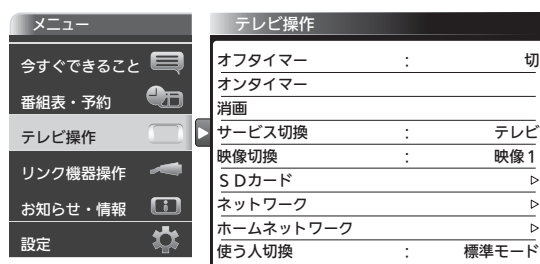 メニュー
今すぐできること
番組表・予約
テレビ操作
リンク機器操作
お知らせ・情報
設定
テレビ操作
オフタイマー : 切
オンタイマー
消画
サービス切換 : テレビ
映像切換 : 映像1
SDカード
ネットワーク
ホームネットワーク
使う人切換 : 標準モード